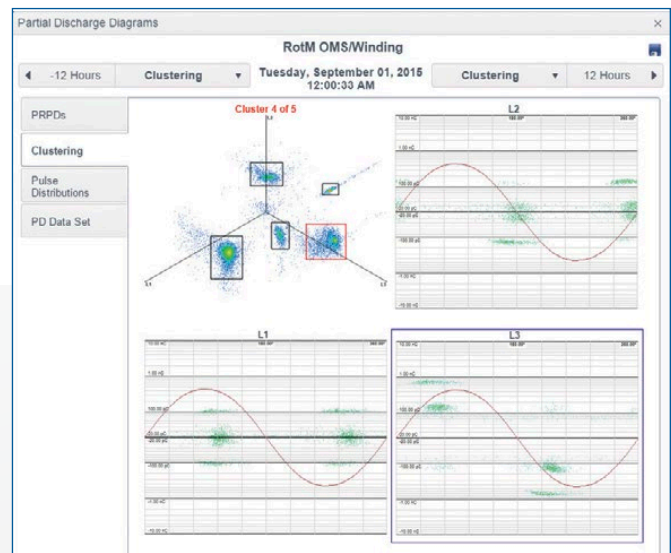 Partial Discharge Diagrams ×
RotM OMS/Winding
-12 Hours Clustering Tuesday, September 01, 2015 12:00:33 AM Clustering 12 Hours
PRPDs
Clustering
Pulse Distributions
PD Data Set
Cluster 4 of 5
L2
L1
L3